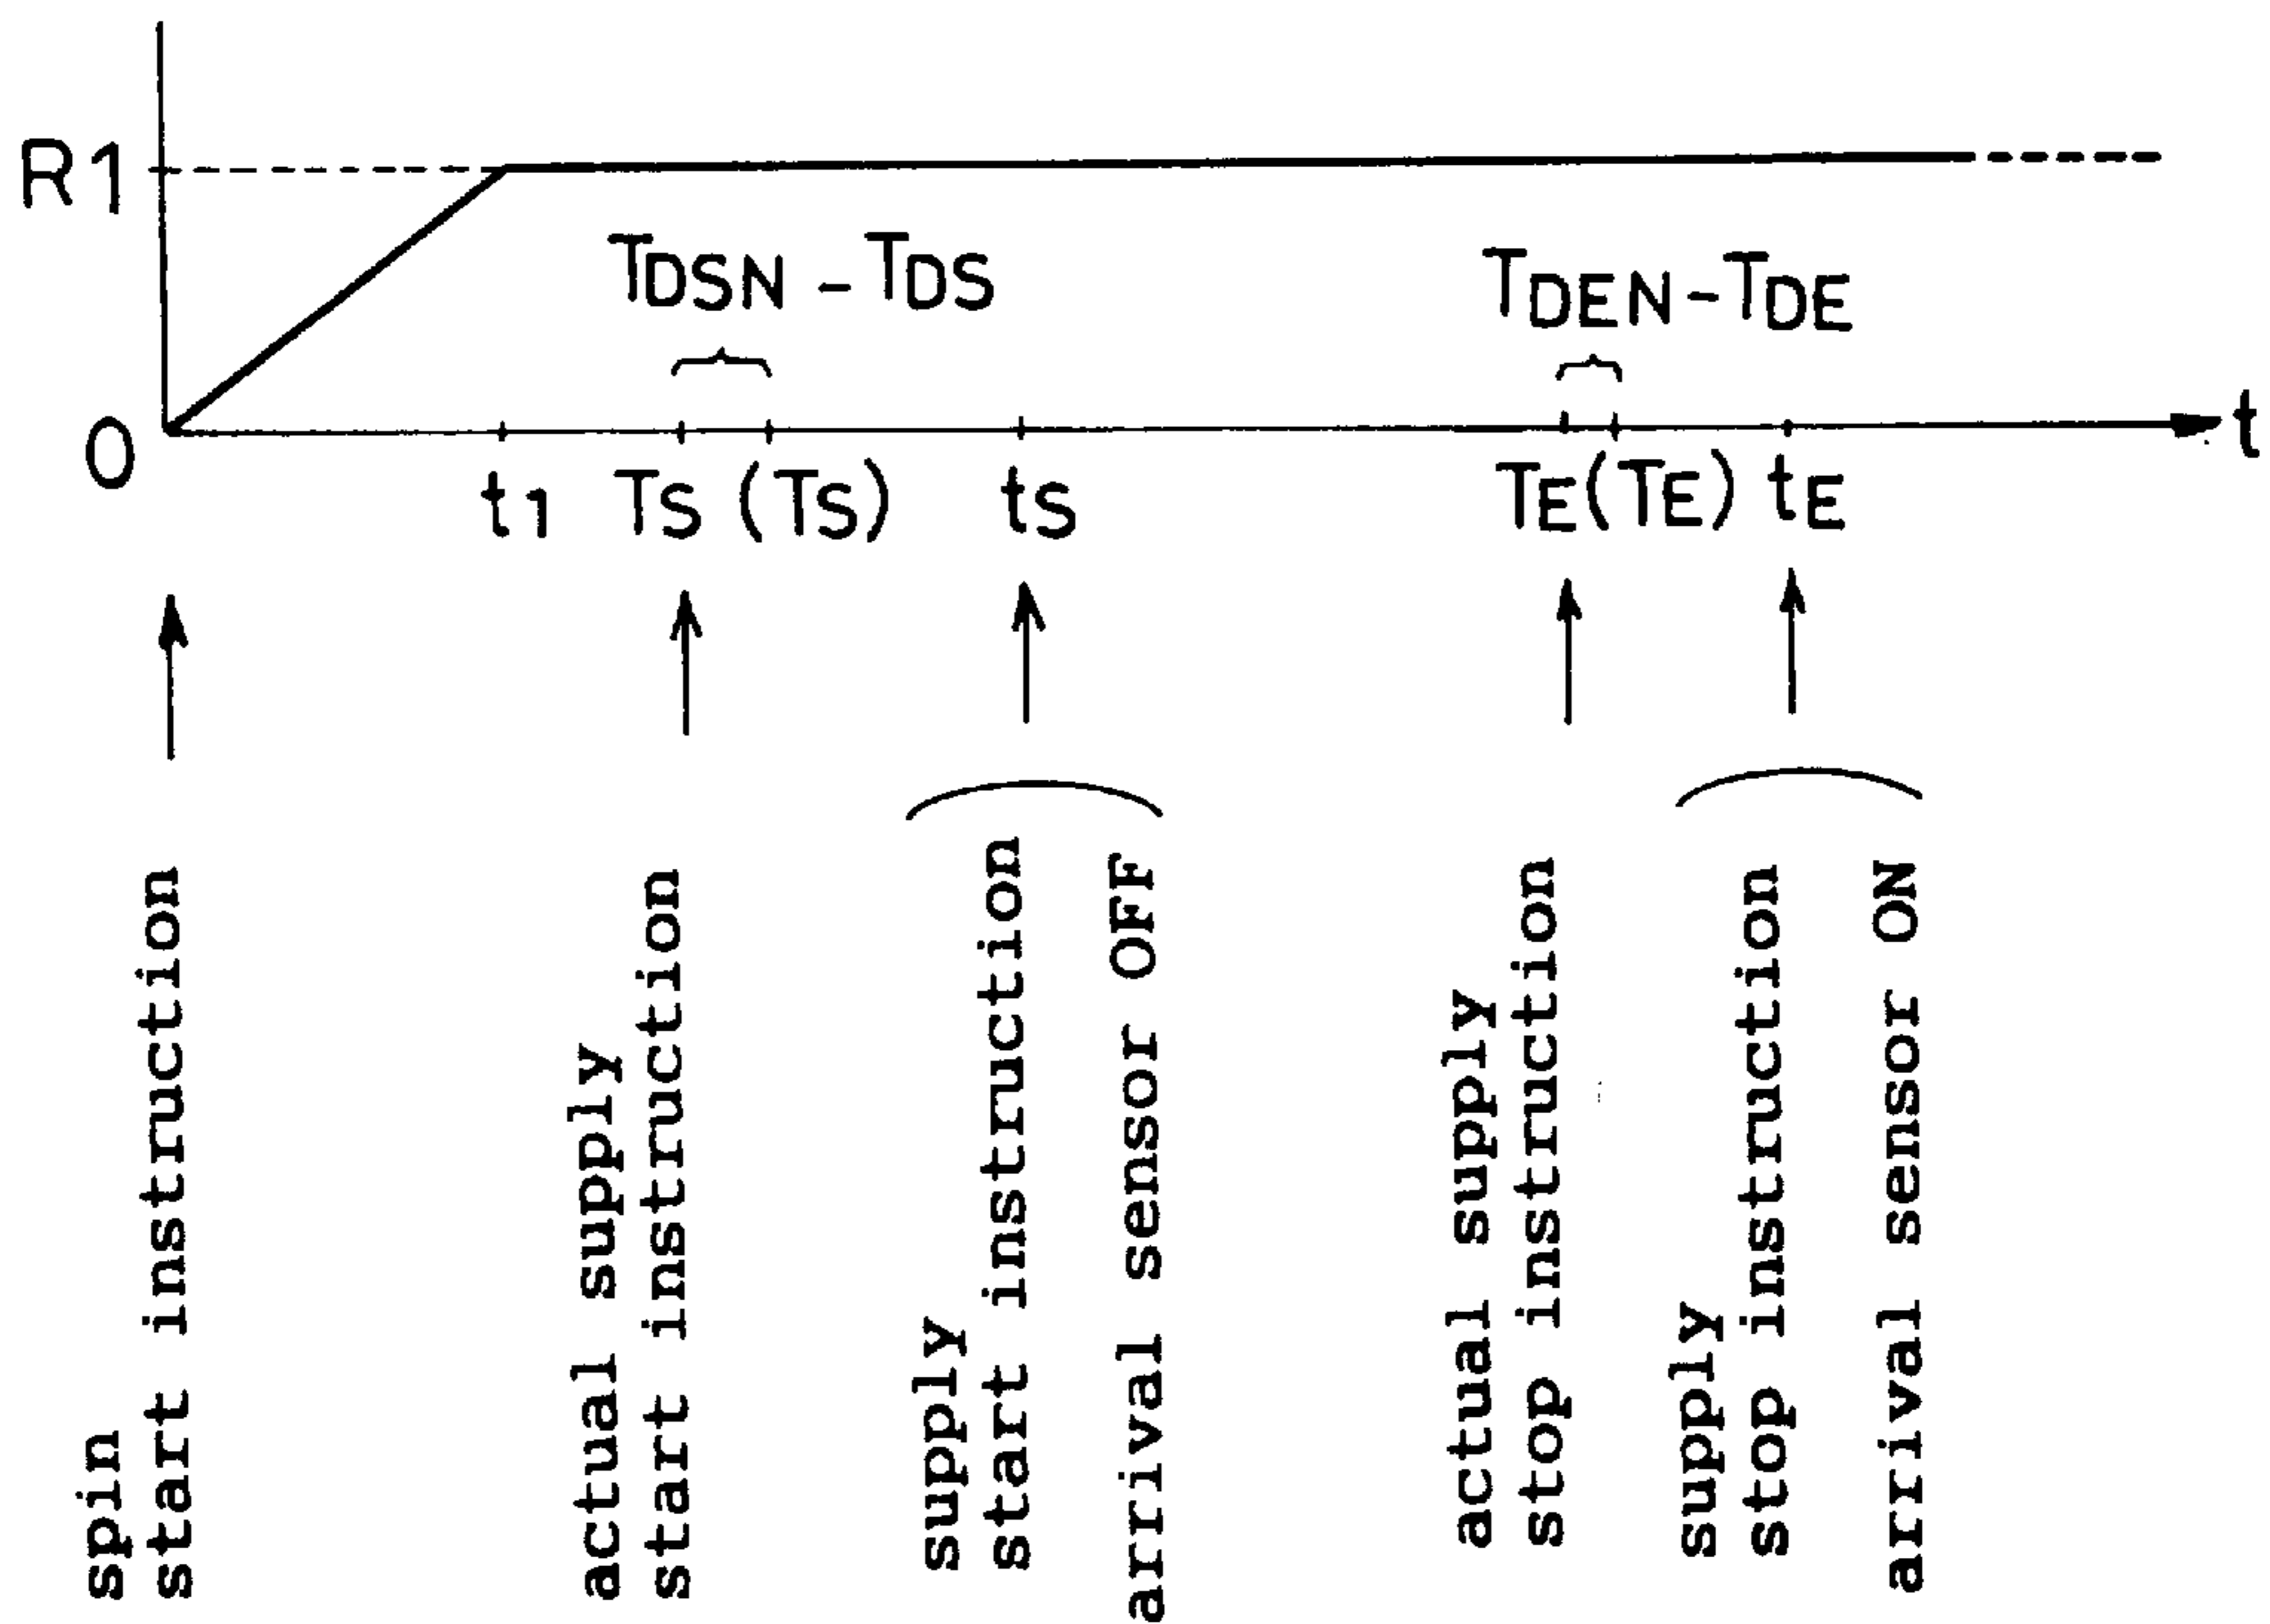 R1
TDSN - TDS
TDEN - TDE
0
t
t1
TS
(TS)
tS
TE
(TE)
tE
spin
start instruction
actual supply
start instruction
supply
start instruction
arrival sensor OFF
actual supply
stop instruction
supply
stop instruction
arrival sensor ON